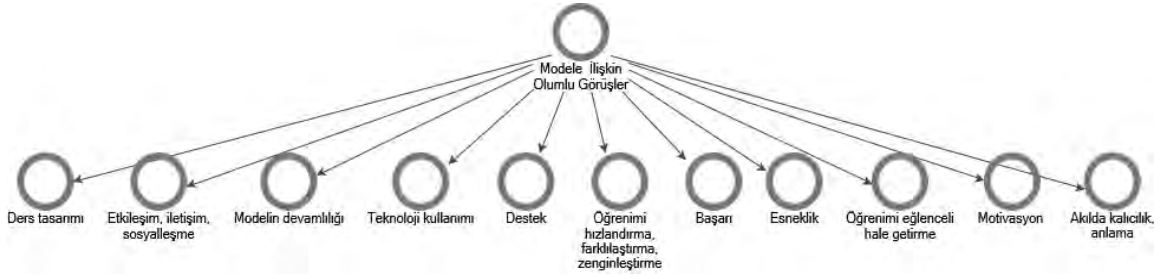 Modele İlişkin
Olumlu Görüşler
Ders tasarımı
Etkileşim, iletişim,
sosyalleşme
Modelin devamlılığı
Teknoloji kullanımı
Destek
Öğrenimi
hızlandırma,
farklılaştırma,
zenginleştirme
Başarı
Esneklik
Öğrenimi eğlenceli
hale getirme
Motivasyon
Akılda kalıcılık,
anlama